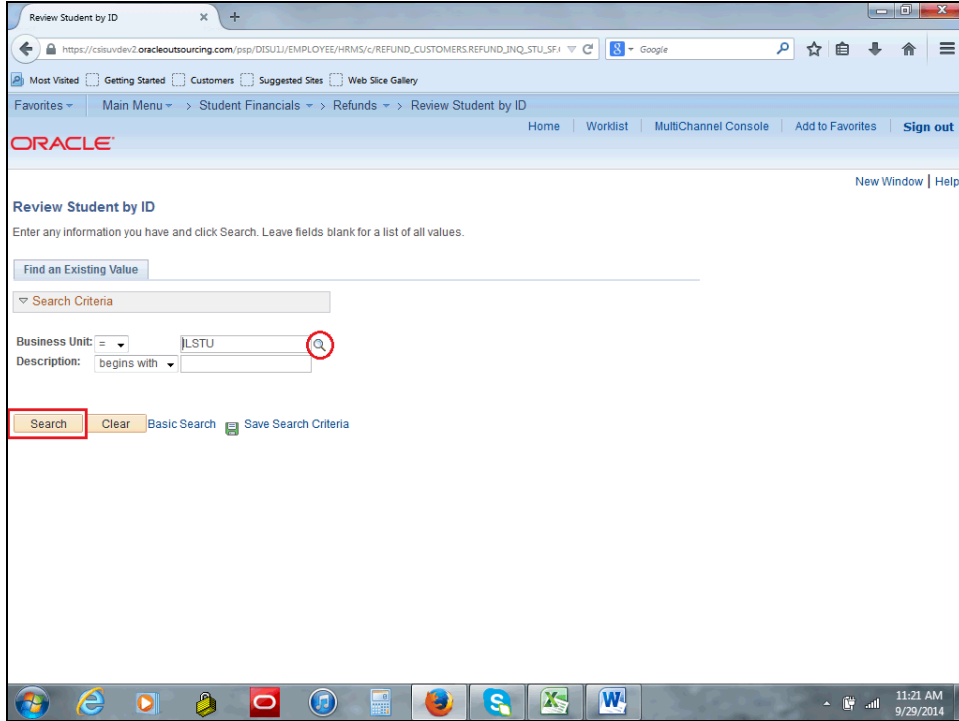 Review Student by ID
https://csisuvdev2.oracleoutsourcing.com/psp/DISU1J/EMPLOYEE/HRMS/c/REFUND_CUSTOMERS.REFUND_INQ_STU_SF.
8 Google
Most Visited Getting Started Customers Suggested Sites Web Slice Gallery
Favorites Main Menu > Student Financials > Refunds > Review Student by ID
Home Worklist MultiChannel Console Add to Favorites Sign out
ORACLE
New Window | Help
Review Student by ID
Enter any information you have and click Search. Leave fields blank for a list of all values.
Find an Existing Value
Search Criteria
Business Unit: = ILSTU
Description: begins with
Search Clear Basic Search Save Search Criteria
11:21 AM
9/29/2014